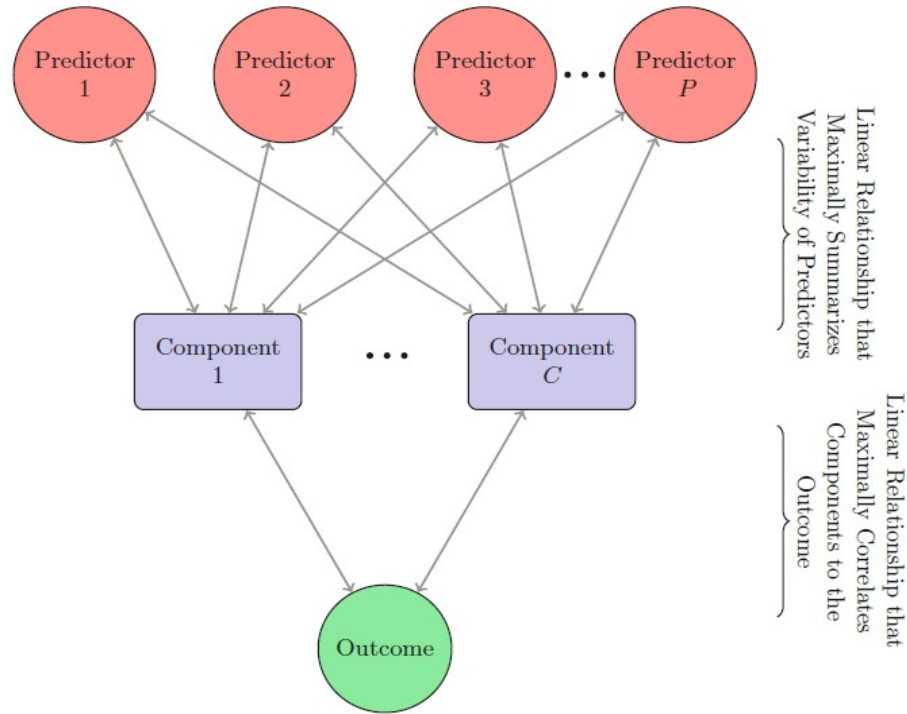 Predictor
1
Predictor
2
Predictor
3
...
Predictor
P
Linear Relationship that
Maximally Summarizes
Variability of Predictors
Component
1
...
Component
C
Linear Relationship that
Maximally Correlates
Components to the
Outcome
Outcome